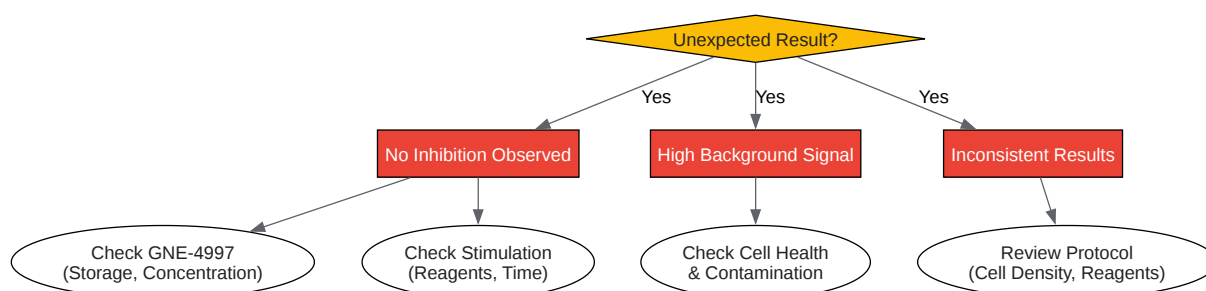 Unexpected Result?
Yes
Yes
Yes
No Inhibition Observed
High Background Signal
Inconsistent Results
Check GNE-4997
(Storage, Concentration)
Check Stimulation
(Reagents, Time)
Check Cell Health
& Contamination
Review Protocol
(Cell Density, Reagents)